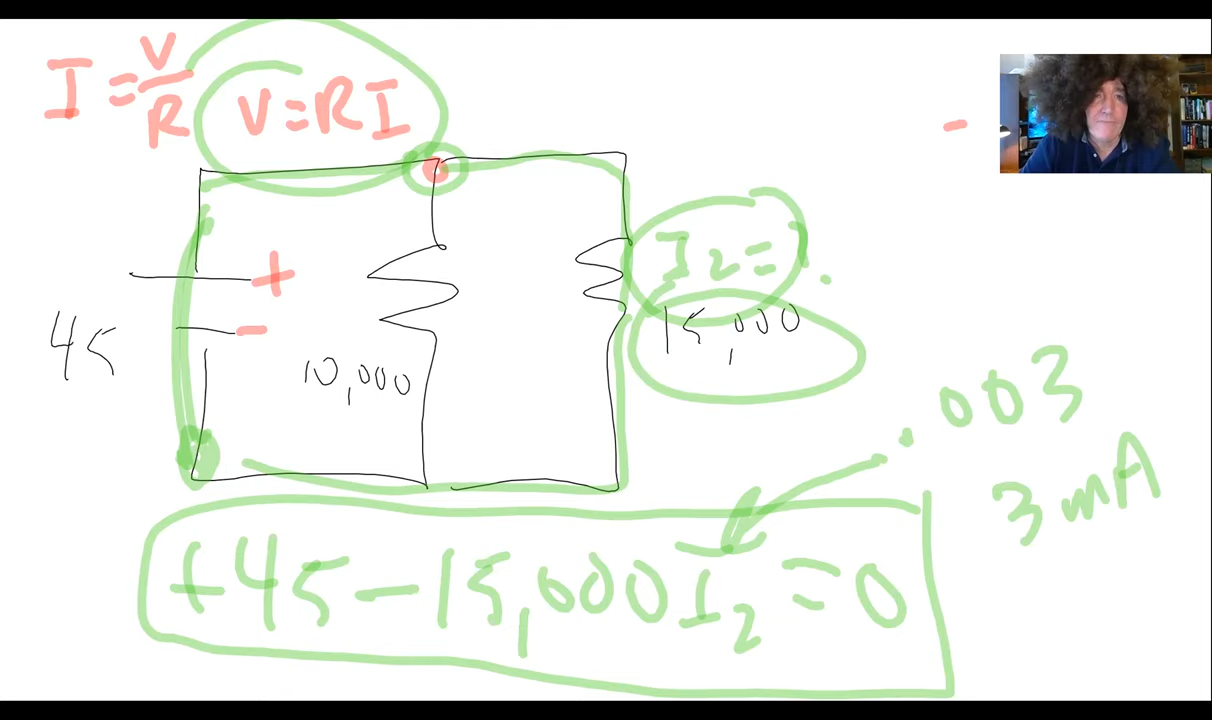 I = V/R
V = RI
+
I2 = ?
-
45
15,000
10,000
.003
3mA
+45 - 15,000 I2 = 0